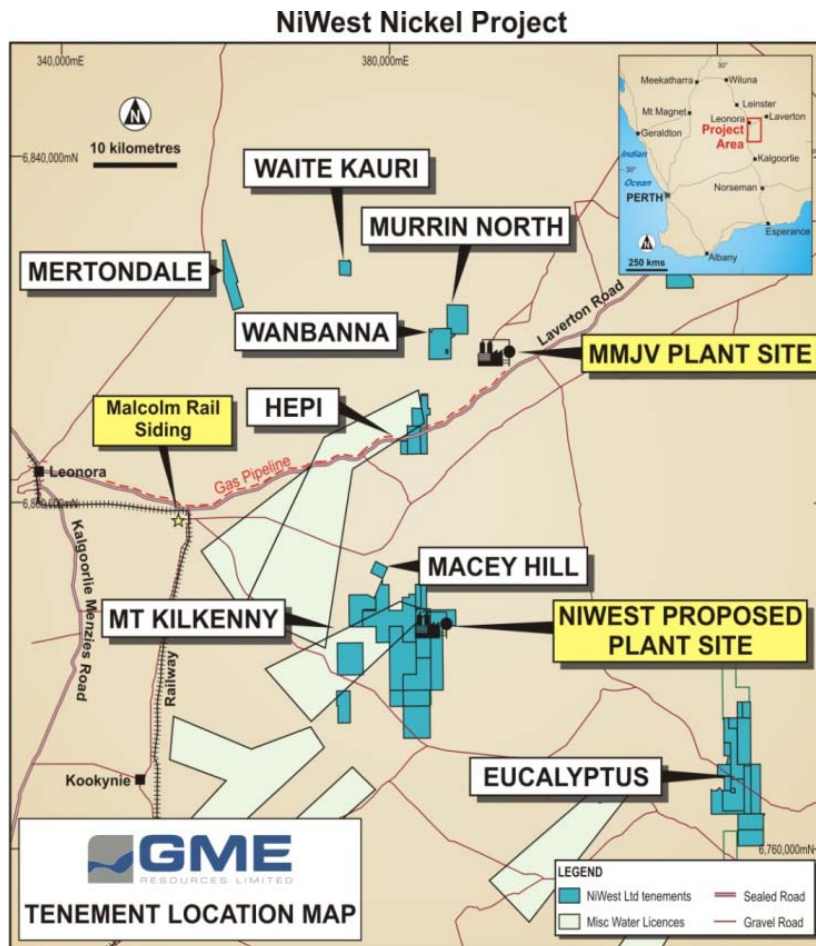 NiWest Nickel Project
340,000mE
380,000mE
N
10 kilometres
6,840,000mN
WAITE KAURI
MURRIN NORTH
MERTONDALE
WANBANNA
Laverton Road
MMJV PLANT SITE
Malcolm Rail
Siding
HEPI
Gas Pipeline
Leonora
Kalgoorlie Menzies Road
MACEY HILL
MT KILKENNY
NIWEST PROPOSED
PLANT SITE
Railway
Kookynie
EUCALYPTUS
6,760,000mN
30°
Meekatharra
Wiluna
Leinster
Mt Magnet
Leonora
Laverton
Project
Area
Geraldton
Kalgoorlie
Indian
Ocean
30°
PERTH
Norseman
Esperance
Albany
N
250 kms
GME
RESOURCES LIMITED
TENEMENT LOCATION MAP
LEGEND
NiWest Ltd tenements
Sealed Road
Misc Water Licences
Gravel Road